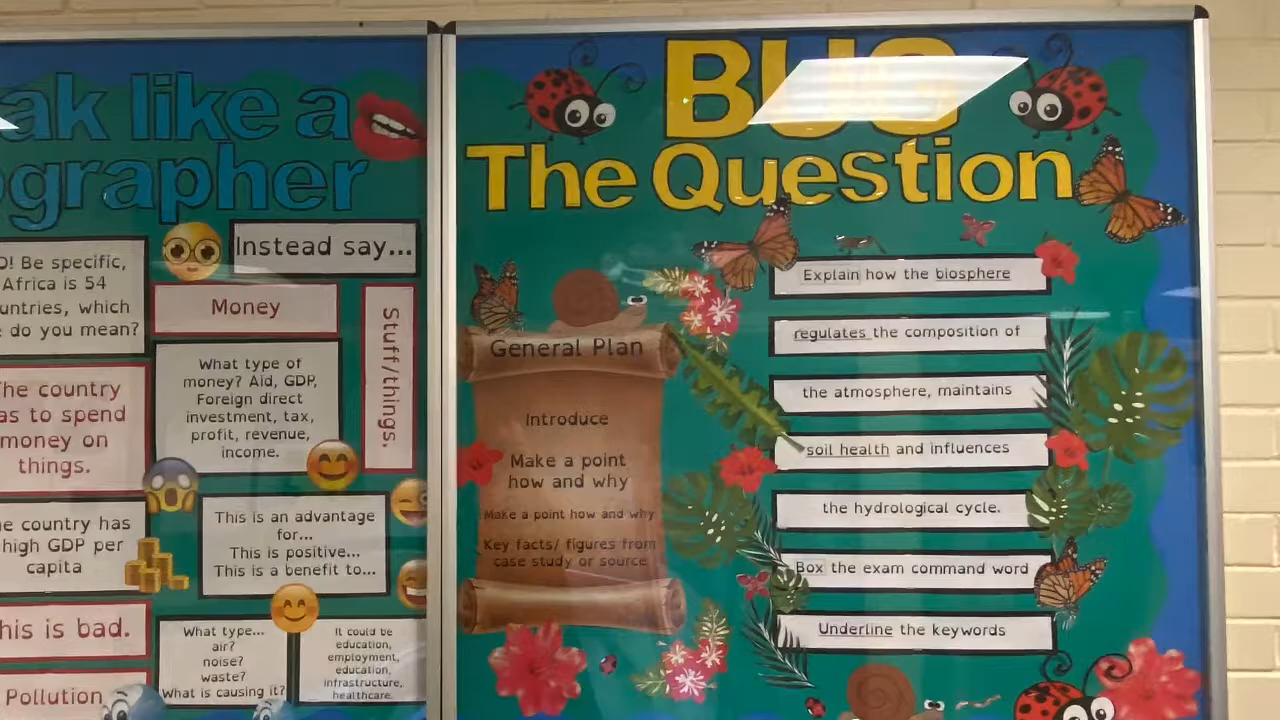 ak like a
ographer
Instead say...
O! Be specific,
Africa is 54
untries, which
do you mean?
Money
Stuff/things.
What type of
money? Aid, GDP,
Foreign direct
investment, tax,
profit, revenue,
income.
he country
as to spend
money on
things.
e country has
high GDP per
capita
This is an advantage
for...
This is positive...
This is a benefit to...
his is bad.
What type...
air?
noise?
waste?
What is causing it?
It could be
education,
employment,
education,
infrastructure,
healthcare.
Pollution
BUG
The Question
General Plan
Introduce
Make a point
how and why
Make a point how and why
Key facts/ figures from
case study or source
Explain how the biosphere
regulates the composition of
the atmosphere, maintains
soil health and influences
the hydrological cycle.
Box the exam command word
Underline the keywords